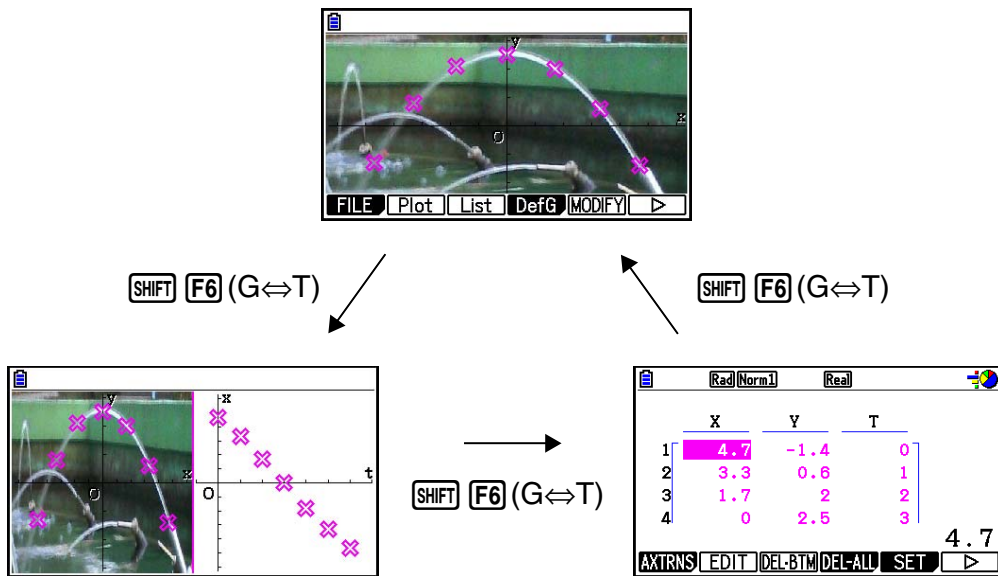 y
x
O
FILE Plot List DefG MODIFY ▷
SHIFT F6 (G⇔T)
SHIFT F6 (G⇔T)
y
x
O
x
t
O
SHIFT F6 (G⇔T)
Rad Norm1 Real
X Y T
1 4.7 -1.4 0
2 3.3 0.6 1
3 1.7 2 2
4 0 2.5 3
4.7
AXTRNS EDIT DEL-BTM DEL-ALL SET ▷